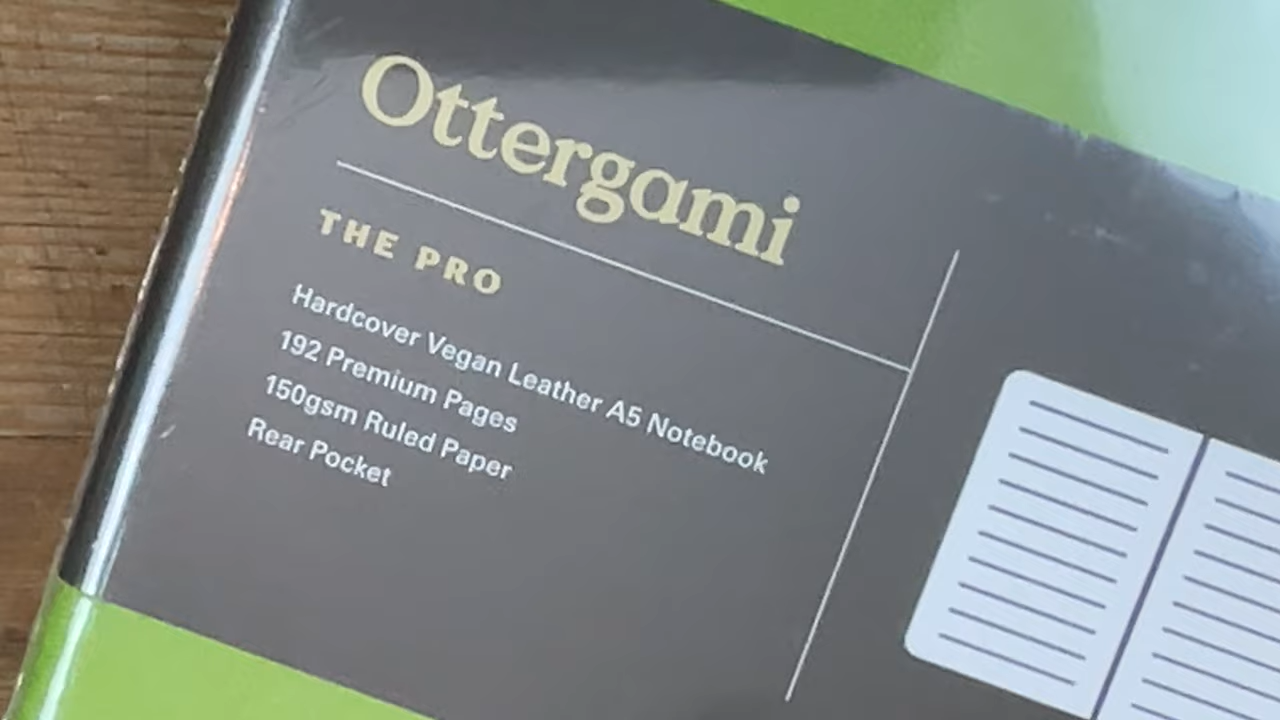 Ottergami
THE PRO
Hardcover Vegan Leather A5 Notebook
192 Premium Pages
150gsm Ruled Paper
Rear Pocket